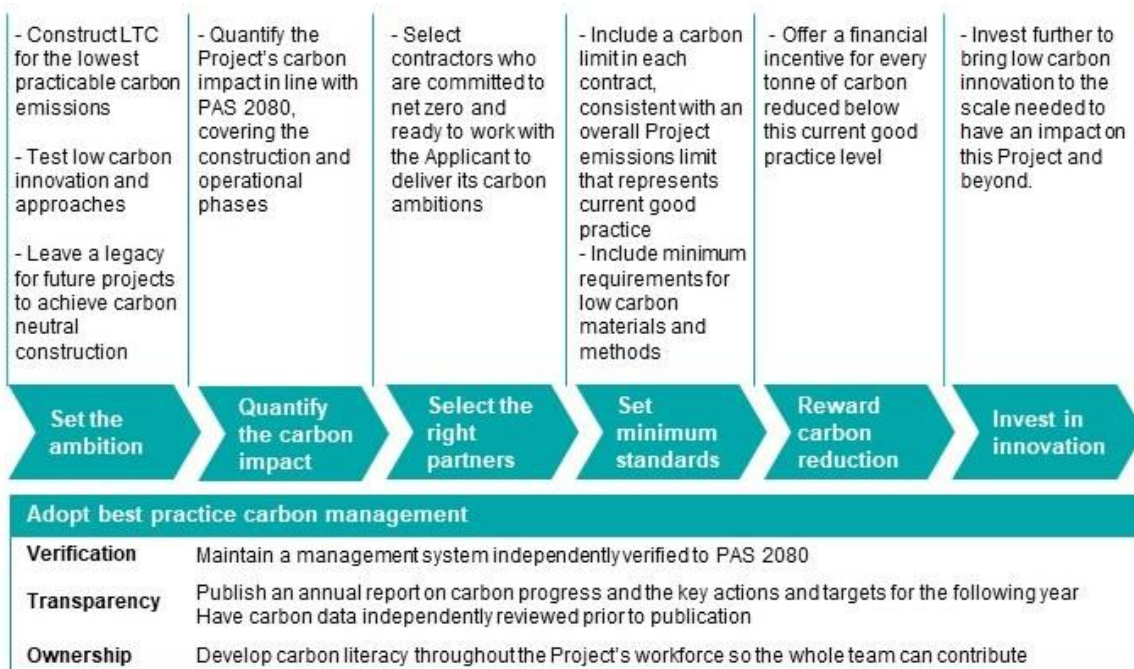 - Construct LTC
for the lowest
practicable carbon
emissions
- Test low carbon
innovation and
approaches
- Leave a legacy
for future projects
to achieve carbon
neutral
construction
- Quantify the
Project's carbon
impact in line with
PAS 2080,
covering the
construction and
operational
phases
- Select
contractors who
are committed to
net zero and
ready to work with
the Applicant to
deliver its carbon
ambitions
- Include a carbon
limit in each
contract,
consistent with an
overall Project
emissions limit
that represents
current good
practice
- Include minimum
requirements for
low carbon
materials and
methods
- Offer a financial
incentive for every
tonne of carbon
reduced below
this current good
practice level
- Invest further to
bring low carbon
innovation to the
scale needed to
have an impact on
this Project and
beyond.
Set the
ambition
Quantify
the carbon
impact
Select the
right
partners
Set
minimum
standards
Reward
carbon
reduction
Invest in
innovation
Adopt best practice carbon management
Verification Maintain a management system independently verified to PAS 2080
Transparency Publish an annual report on carbon progress and the key actions and targets for the following year
Have carbon data independently reviewed prior to publication
Ownership Develop carbon literacy throughout the Project's workforce so the whole team can contribute